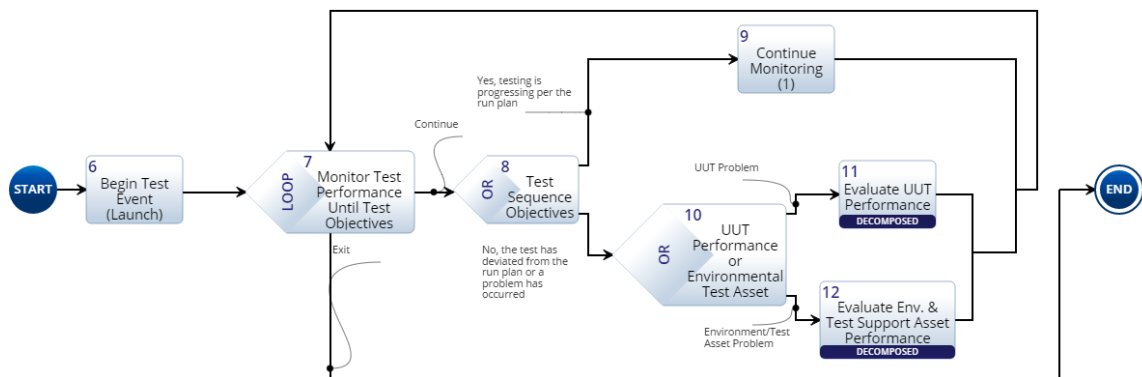 START
6
Begin Test
Event
(Launch)
LOOP
7
Monitor Test
Performance
Until Test
Objectives
Continue
Exit
OR
8
Test
Sequence
Objectives
Yes, testing is
progressing per the
run plan
No, the test has
deviated from the
run plan or a
problem has
occurred
9
Continue
Monitoring
(1)
OR
10
UUT
Performance
or
Environmental
Test Asset
UUT Problem
Environment/Test
Asset Problem
11
Evaluate UUT
Performance
DECOMPOSED
12
Evaluate Env. &
Test Support Asset
Performance
DECOMPOSED
END